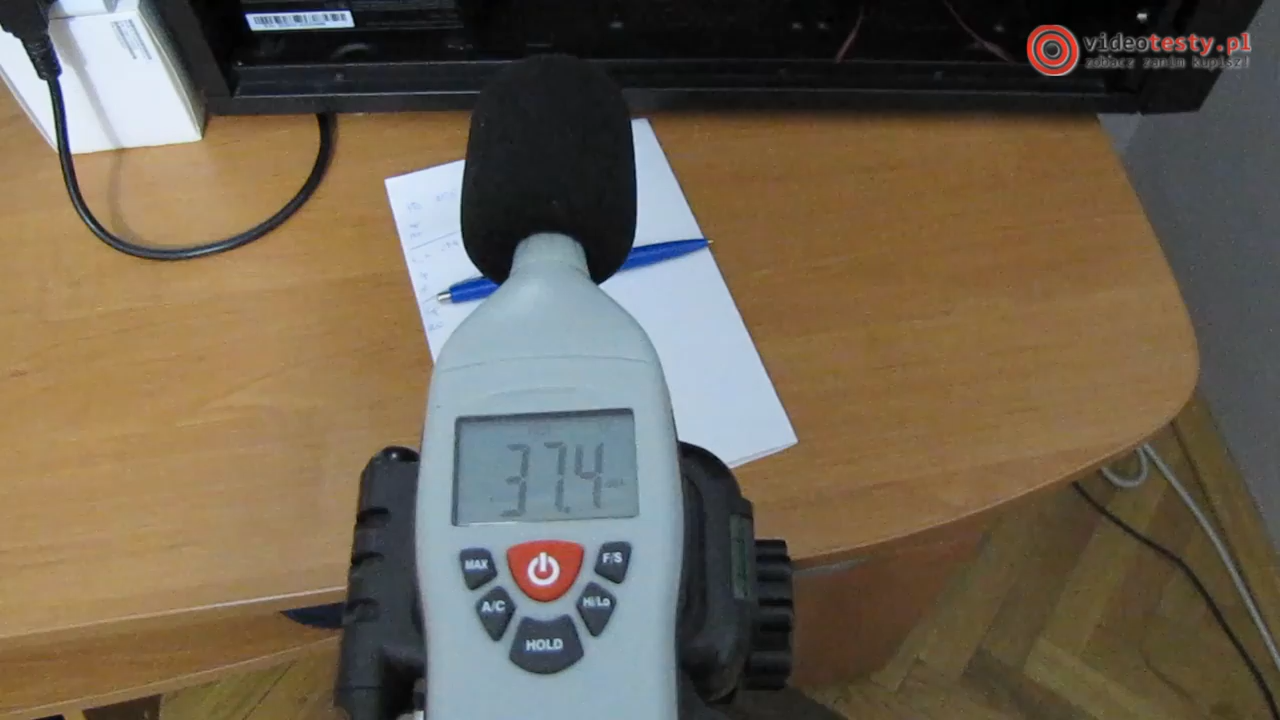 videotesty.pl
zobacz zanim kupisz!
37.4
MAX
F/S
A/C
Hi/Lo
HOLD